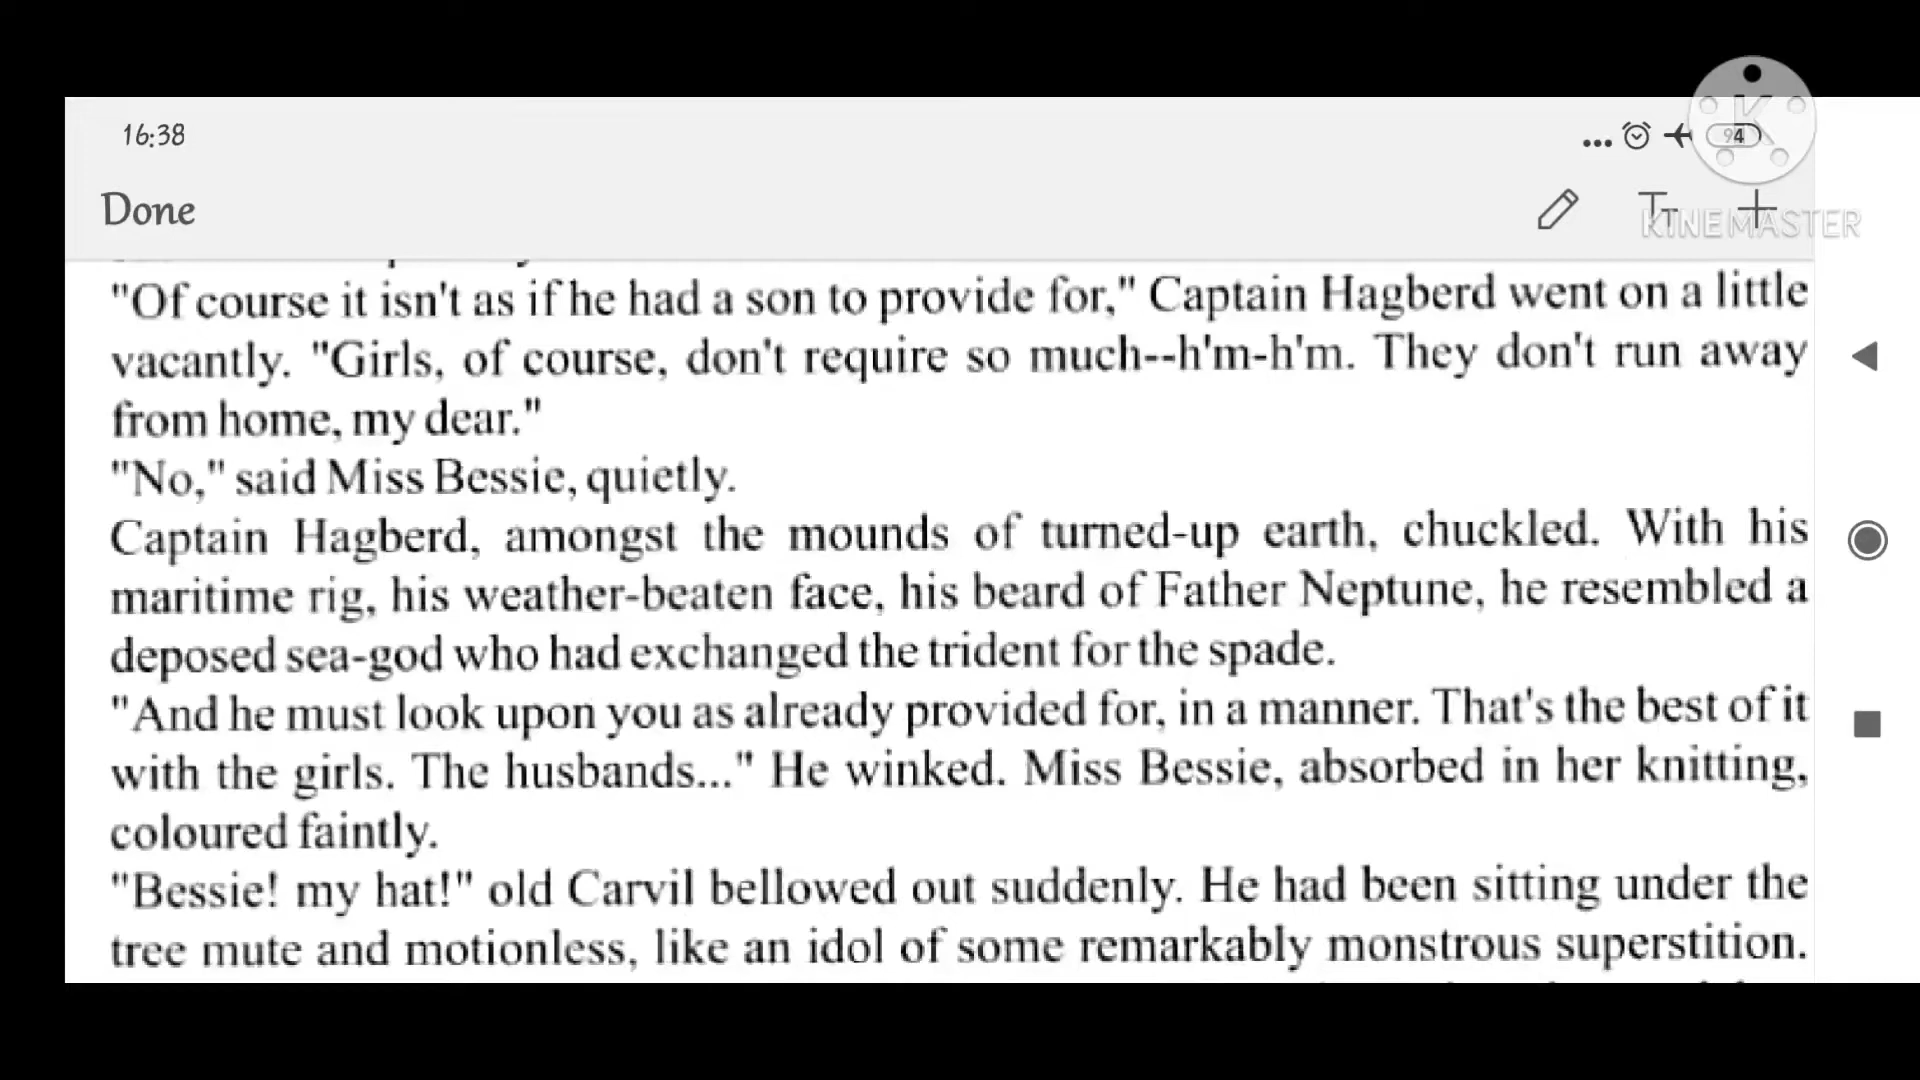 16:38
... 94
Done
TT +
KINEMASTER
"Of course it isn't as if he had a son to provide for," Captain Hagberd went on a little
vacantly. "Girls, of course, don't require so much--h'm-h'm. They don't run away
from home, my dear."
"No," said Miss Bessie, quietly.
Captain Hagberd, amongst the mounds of turned-up earth, chuckled. With his
maritime rig, his weather-beaten face, his beard of Father Neptune, he resembled a
deposed sea-god who had exchanged the trident for the spade.
"And he must look upon you as already provided for, in a manner. That's the best of it
with the girls. The husbands..." He winked. Miss Bessie, absorbed in her knitting,
coloured faintly.
"Bessie! my hat!" old Carvil bellowed out suddenly. He had been sitting under the
tree mute and motionless, like an idol of some remarkably monstrous superstition.